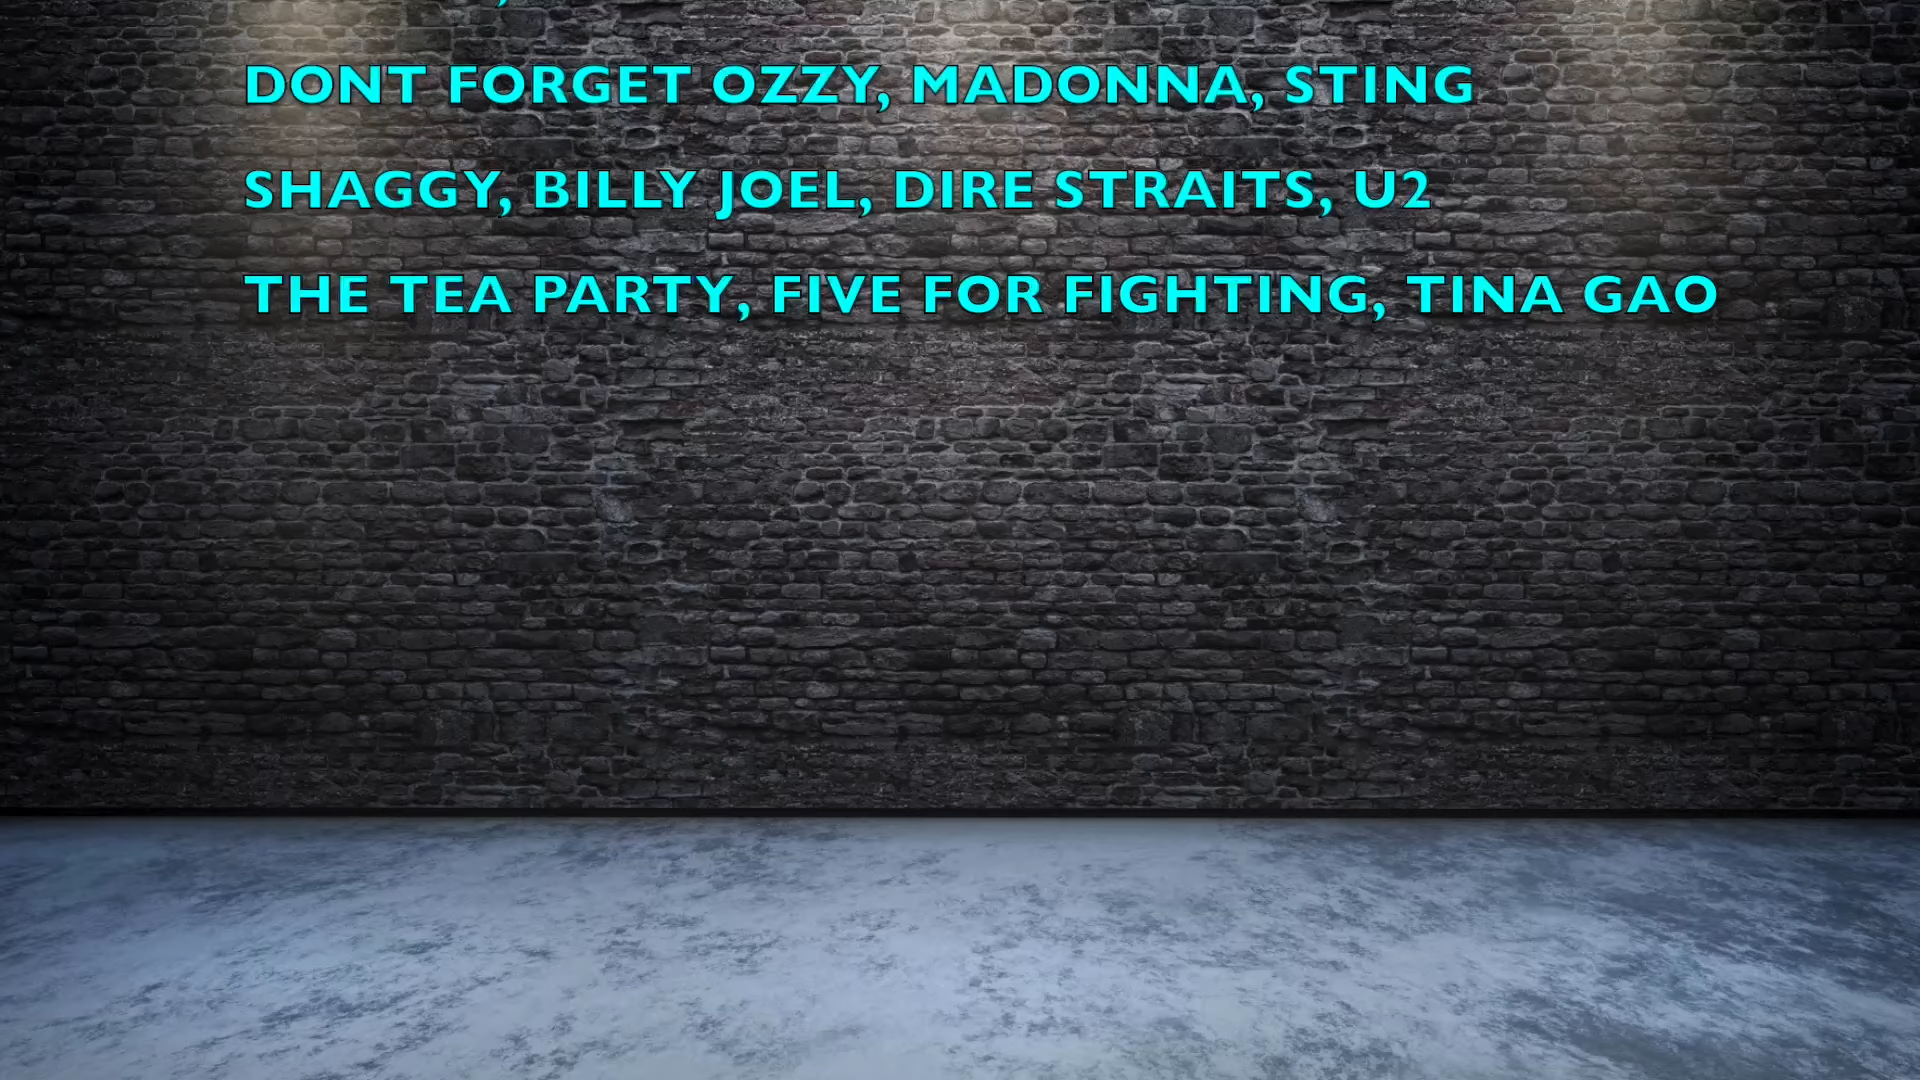 DONT FORGET OZZY, MADONNA, STING
SHAGGY, BILLY JOEL, DIRE STRAITS, U2
THE TEA PARTY, FIVE FOR FIGHTING, TINA GAO